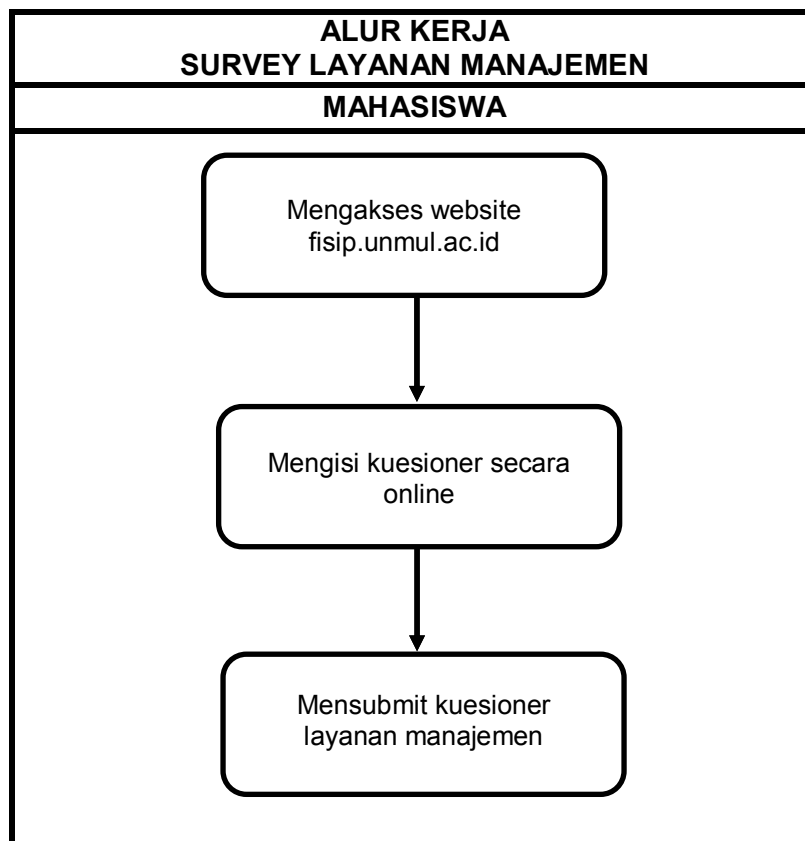 ALUR KERJA
SURVEY LAYANAN MANAJEMEN
MAHASISWA
Mengakses website
fisip.unmul.ac.id
Mengisi kuesioner secara
online
Mensubmit kuesioner
layanan manajemen